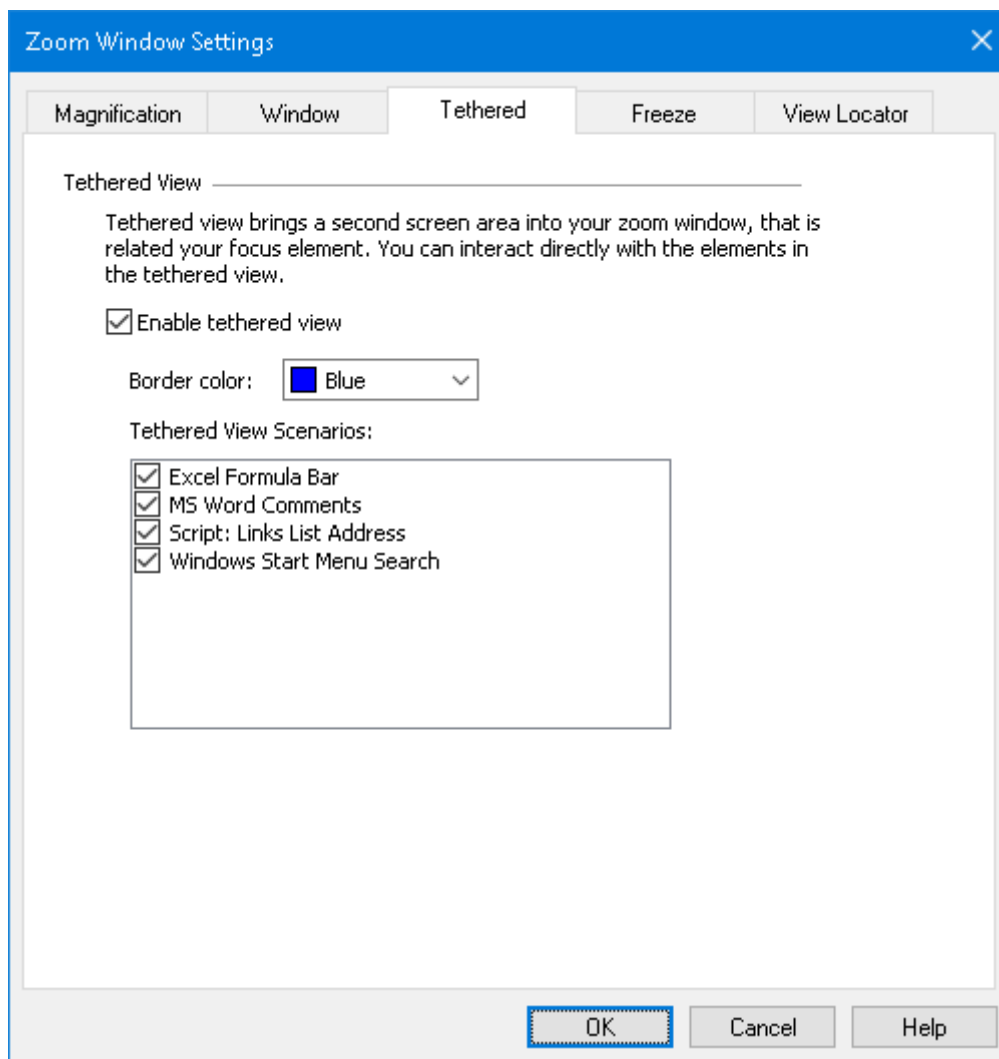 Zoom Window Settings
Magnification
Window
Tethered
Freeze
View Locator
Tethered View
Tethered view brings a second screen area into your zoom window, that is
related your focus element. You can interact directly with the elements in
the tethered view.
Enable tethered view
Border color:
Blue
Tethered View Scenarios:
Excel Formula Bar
MS Word Comments
Script: Links List Address
Windows Start Menu Search
OK
Cancel
Help